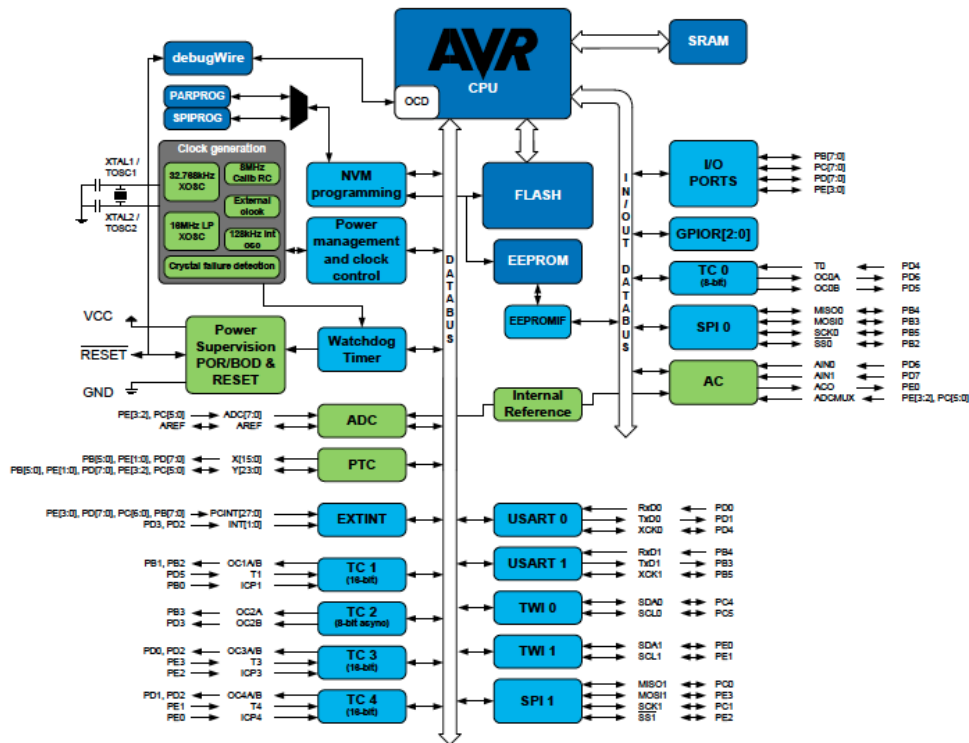 AVR
CPU
OCD
SRAM
debugWire
PARPROG
SPIPROG
Clock generation
XTAL1 /
TOSC1
32.768kHz
XOSC
8MHz
Calib RC
External
clock
16MHz LP
XOSC
128kHz int
osc
XTAL2 /
TOSC2
Crystal failure detection
NVM
programming
Power
management
and clock
control
FLASH
EEPROM
EEPROMIF
DATABUS
IN/OUT DATABUS
I/O
PORTS
PB[7:0]
PC[7:0]
PD[7:0]
PE[3:0]
GPIOR[2:0]
TC 0
(8-bit)
T0 PD4
OC0A PD6
OC0B PD5
SPI 0
MISO0 PB4
MOSI0 PB3
SCK0 PB5
SS0 PB2
AC
AIN0 PD6
AIN1 PD7
ACO PE0
ADCMUX PE[3:2], PC[5:0]
VCC
RESET
GND
Power
Supervision
POR/BOD &
RESET
Watchdog
Timer
Internal
Reference
PE[3:2], PC[5:0] ADC[7:0]
AREF AREF
ADC
PB[5:0], PE[1:0], PD[7:0] X[15:0]
PB[5:0], PE[1:0], PD[7:0], PE[3:2], PC[5:0] Y[23:0]
PTC
PE[3:0], PD[7:0], PC[6:0], PB[7:0] PCINT[27:0]
PD3, PD2 INT[1:0]
EXTINT
USART 0
RxD0 PD0
TxD0 PD1
XCK0 PD4
PB1, PB2 OC1A/B
PD5 T1
PB0 ICP1
TC 1
(16-bit)
USART 1
RxD1 PB4
TxD1 PB3
XCK1 PB5
PB3 OC2A
PD3 OC2B
TC 2
(8-bit async)
TWI 0
SDA0 PC4
SCL0 PC5
PD0, PD2 OC3A/B
PE3 T3
PE2 ICP3
TC 3
(16-bit)
TWI 1
SDA1 PE0
SCL1 PE1
PD1, PD2 OC4A/B
PE1 T4
PE0 ICP4
TC 4
(16-bit)
SPI 1
MISO1 PC0
MOSI1 PE3
SCK1 PC1
SS1 PE2